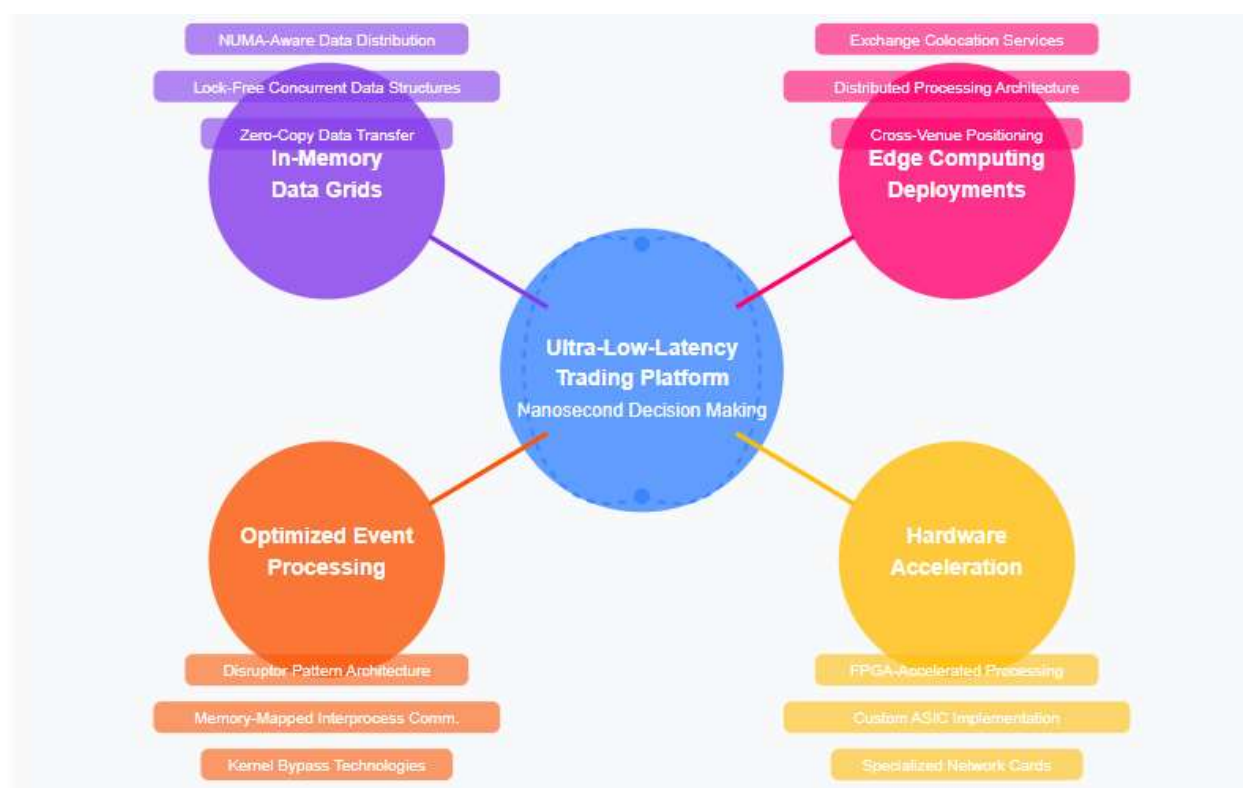 NUMA-Aware Data Distribution
Lock-Free Concurrent Data Structures
Zero-Copy Data Transfer
In-Memory
Data Grids
Exchange Colocation Services
Distributed Processing Architecture
Cross-Venue Positioning
Edge Computing
Deployments
Ultra-Low-Latency
Trading Platform
Nanosecond Decision Making
Optimized Event
Processing
Disruptor Pattern Architecture
Memory-Mapped Interprocess Comm.
Kernel Bypass Technologies
Hardware
Acceleration
FPGA-Accelerated Processing
Custom ASIC Implementation
Specialized Network Cards